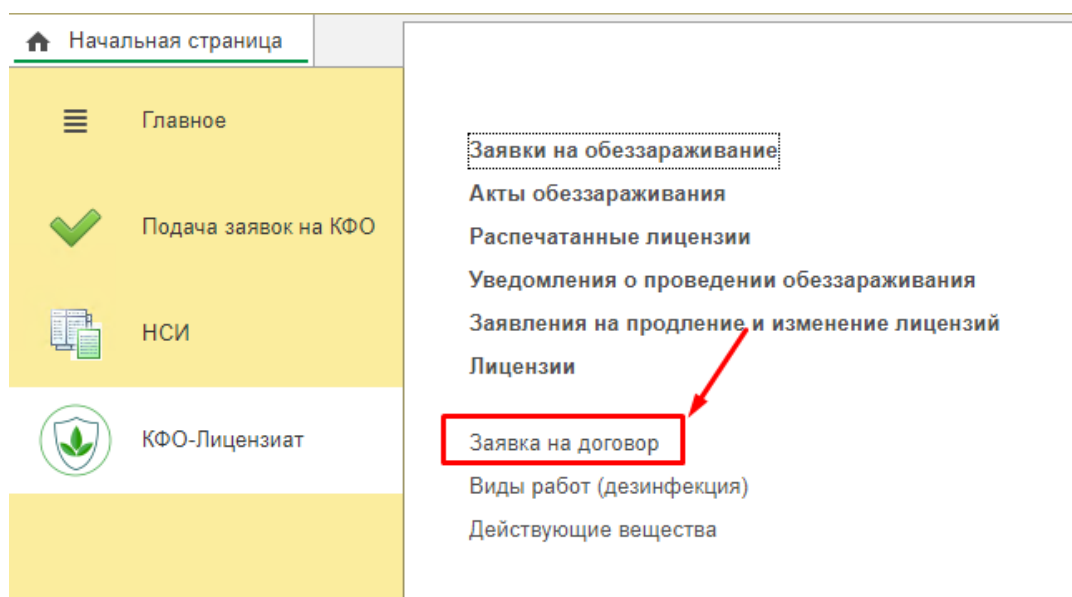 Начальная страница
Главное
Подача заявок на КФО
НСИ
КФО-Лицензиат
Заявки на обеззараживание
Акты обеззараживания
Распечатанные лицензии
Уведомления о проведении обеззараживания
Заявления на продление и изменение лицензий
Лицензии
Заявка на договор
Виды работ (дезинфекция)
Действующие вещества